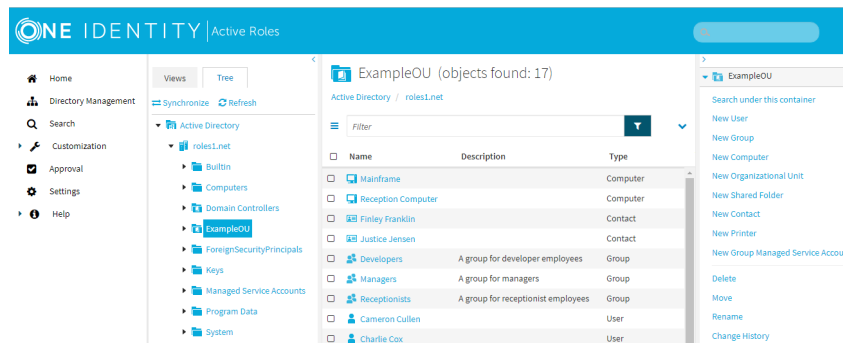 ONE IDENTITY Active Roles
Home
Directory Management
Search
Customization
Approval
Settings
Help
Views Tree
Synchronize Refresh
Active Directory
roles1.net
Builtin
Computers
Domain Controllers
ExampleOU
ForeignSecurityPrincipals
Keys
Managed Service Accounts
Program Data
System
ExampleOU (objects found: 17)
Active Directory / roles1.net
Filter
Name Description Type
Mainframe Computer
Reception Computer Computer
Finley Franklin Contact
Justice Jensen Contact
Developers A group for developer employees Group
Managers A group for managers Group
Receptionists A group for receptionist employees Group
Cameron Cullen User
Charlie Cox User
ExampleOU
Search under this container
New User
New Group
New Computer
New Organizational Unit
New Shared Folder
New Contact
New Printer
New Group Managed Service Accou
Delete
Move
Rename
Change History